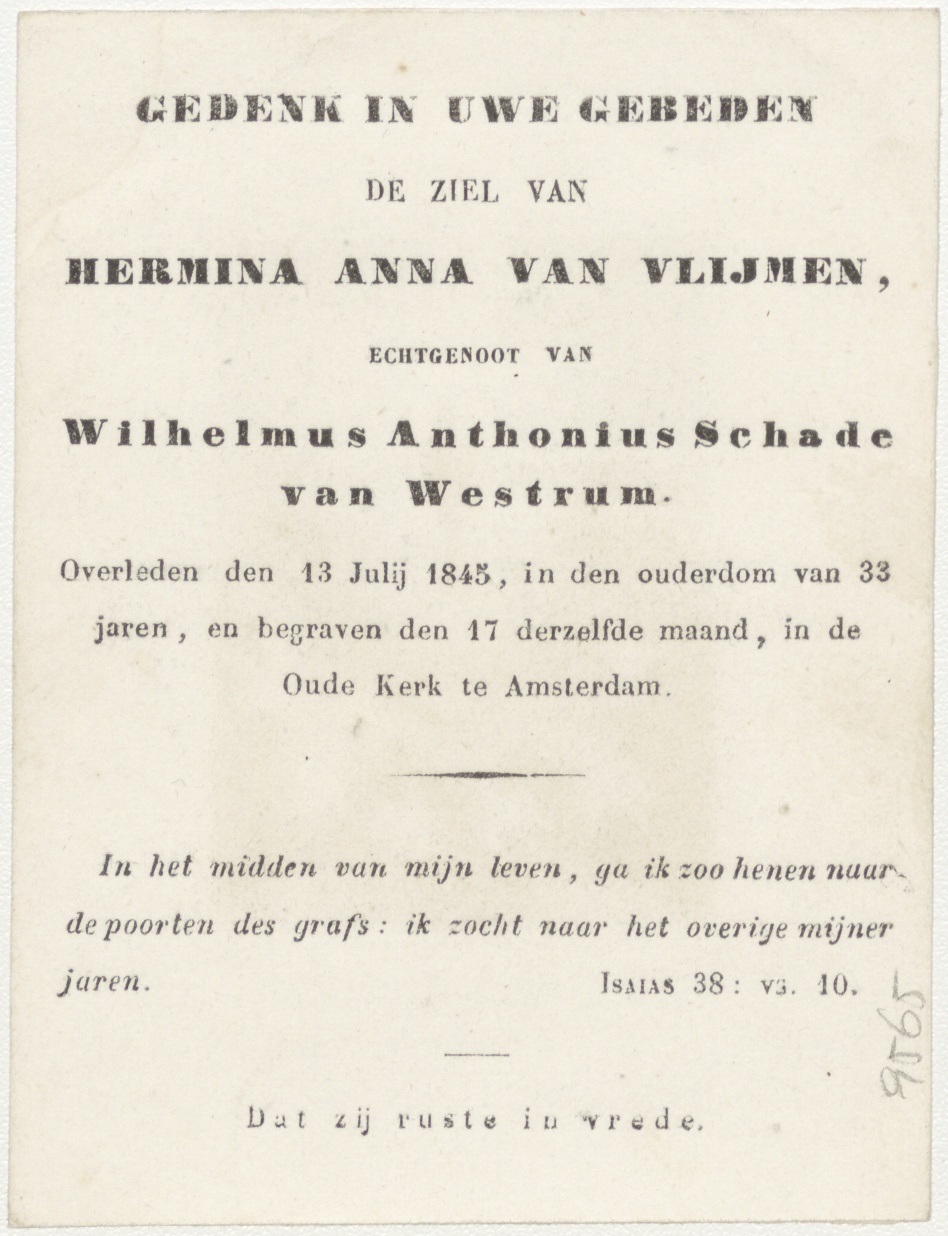 GEDENK IN UWE GEBEDEN
DE ZIEL VAN
HERMINA ANNA VAN VLIJMEN,
ECHTGENOOT VAN
Wilhelmus Anthonius Schade
van Westrum.
Overleden den 13 Julij 1845, in den ouderdom van 33
jaren, en begraven den 17 derzelfde maand, in de
Oude Kerk te Amsterdam.
In het midden van mijn leven, ga ik zoo henen naar
de poorten des grafs: ik zocht naar het overige mijner
jaren. ISAIAS 38: vs. 10.
Dat zij ruste in vrede.
9565